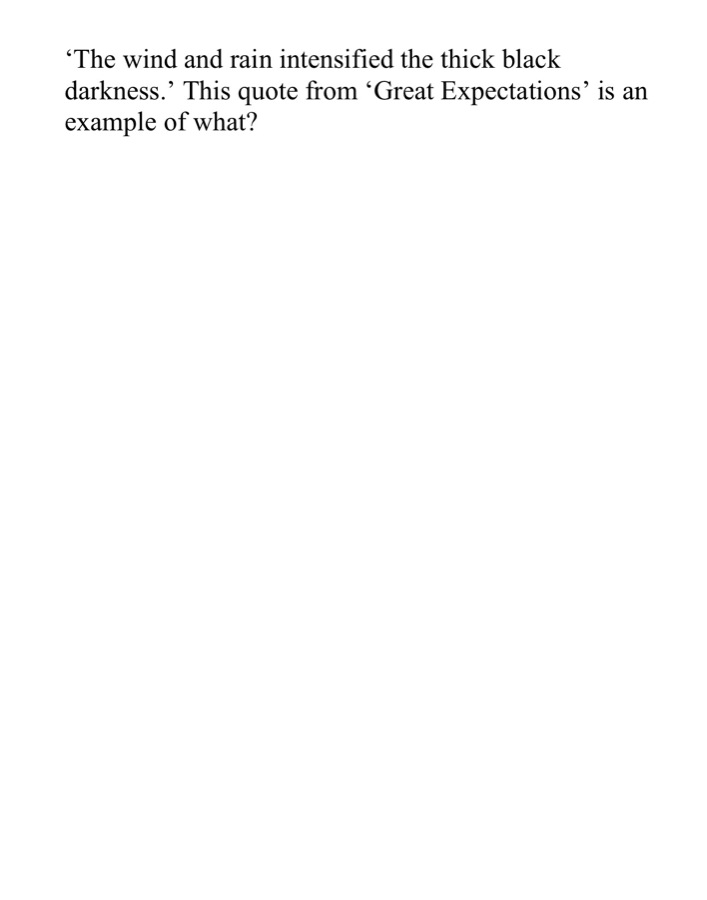 ‘The wind and rain intensified the thick black
darkness.’ This quote from ‘Great Expectations’ is an
example of what?